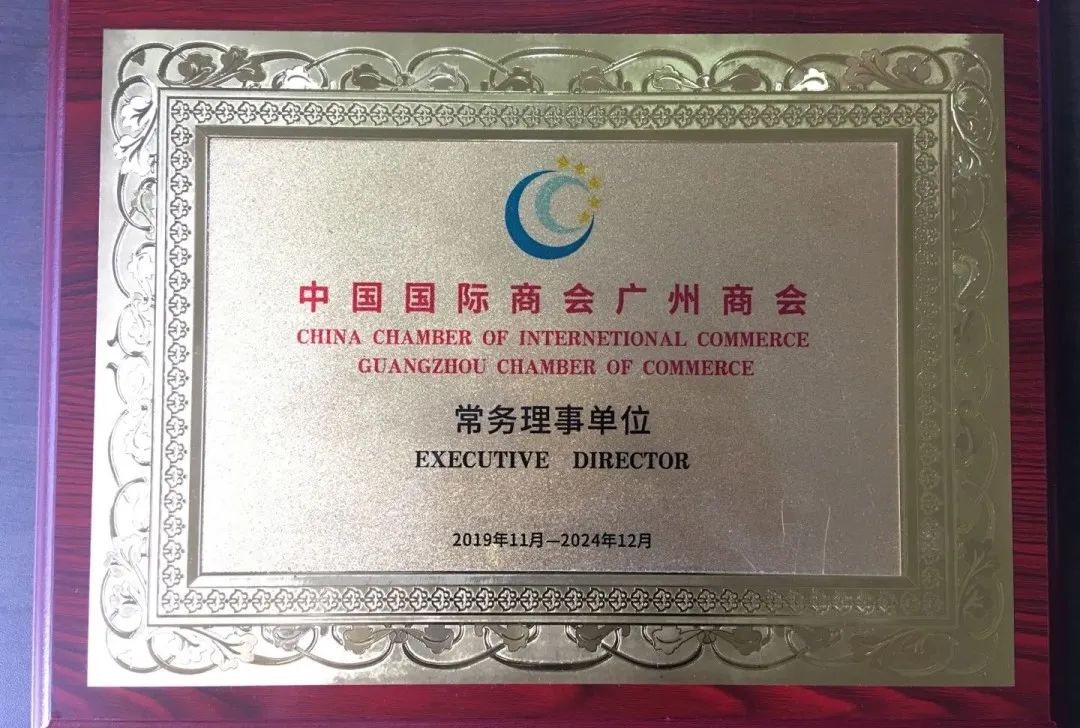 中国国际商会广州商会
CHINA CHAMBER OF INTERNETIONAL COMMERCE
GUANGZHOU CHAMBER OF COMMERCE
常务理事单位
EXECUTIVE DIRECTOR
2019年11月—2024年12月